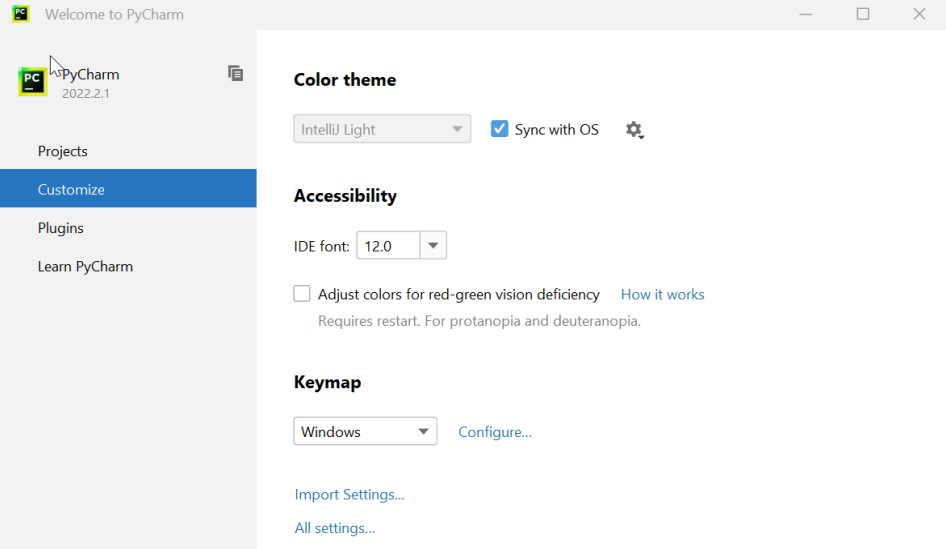 PC Welcome to PyCharm
PC PyCharm
2022.2.1
Projects
Customize
Plugins
Learn PyCharm
Color theme
IntelliJ Light Sync with OS
Accessibility
IDE font: 12.0
Adjust colors for red-green vision deficiency How it works
Requires restart. For protanopia and deuteranopia.
Keymap
Windows Configure...
Import Settings...
All settings...